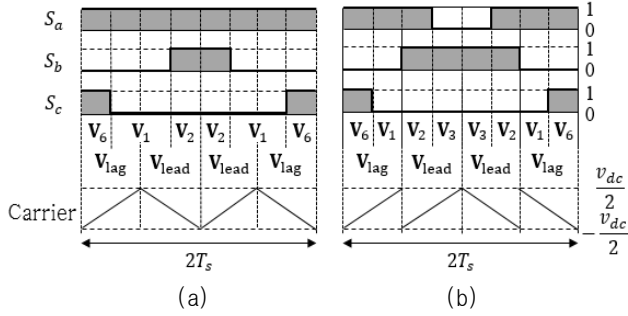 S_a
1
0
S_b
1
0
S_c
1
0
V_6 V_1 V_2 V_2 V_1 V_6
V_6 V_1 V_2 V_3 V_3 V_2 V_1 V_6
V_lag V_lead V_lead V_lag
V_lag V_lead V_lead V_lag
Carrier
v_dc/2
-v_dc/2
2T_s
2T_s
(a)
(b)